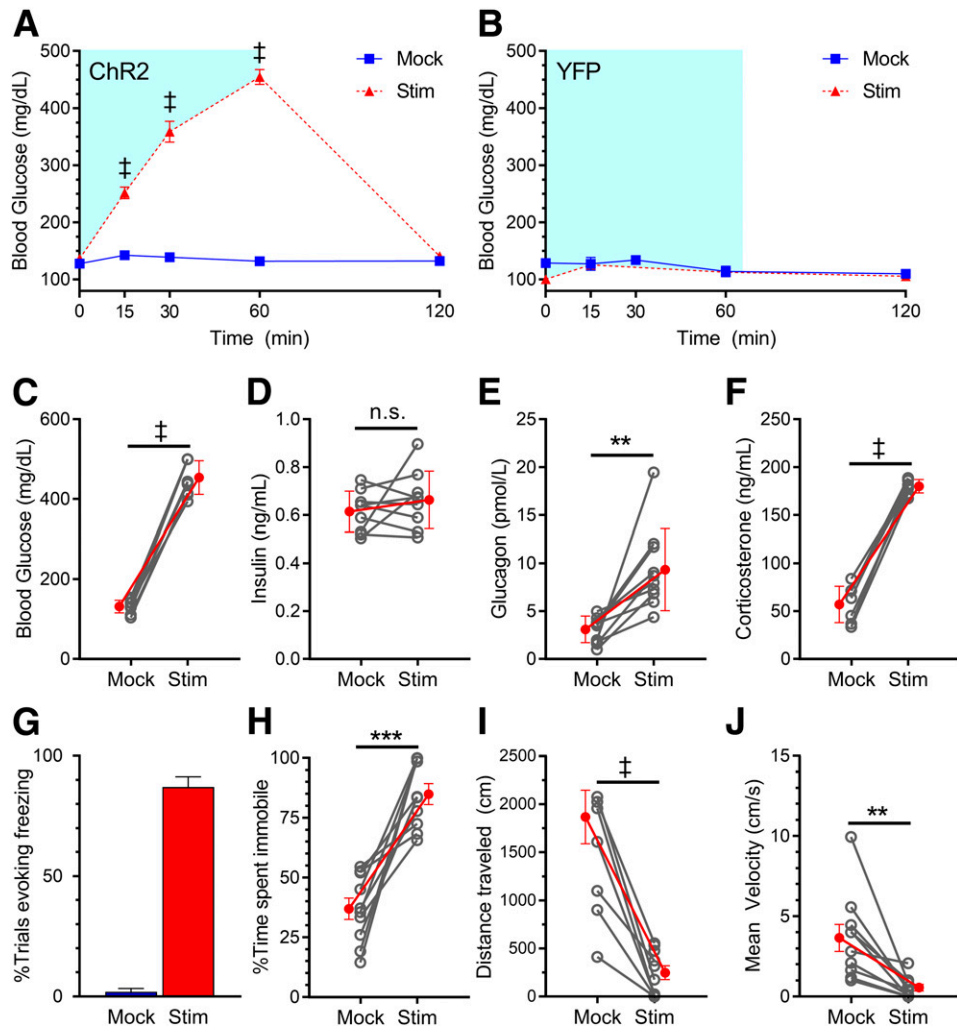 A
500
400
300
200
100
Blood Glucose (mg/dL)
ChR2
‡
‡
‡
Mock
Stim
0
15
30
60
120
Time (min)
B
500
400
300
200
100
Blood Glucose (mg/dL)
YFP
Mock
Stim
0
15
30
60
120
Time (min)
C
600
400
200
0
Blood Glucose (mg/dL)
‡
Mock Stim
D
1.0
0.8
0.6
0.4
0.2
0.0
Insulin (ng/mL)
n.s.
Mock Stim
E
25
20
15
10
5
0
Glucagon (pmol/L)
**
Mock Stim
F
250
200
150
100
50
0
Corticosterone (ng/mL)
‡
Mock Stim
G
100
50
0
%Trials evoking freezing
Mock Stim
H
100
75
50
25
0
%Time spent immobile
***
Mock Stim
I
2500
2000
1500
1000
500
0
Distance traveled (cm)
‡
Mock Stim
J
15
10
5
0
Mean Velocity (cm/s)
**
Mock Stim